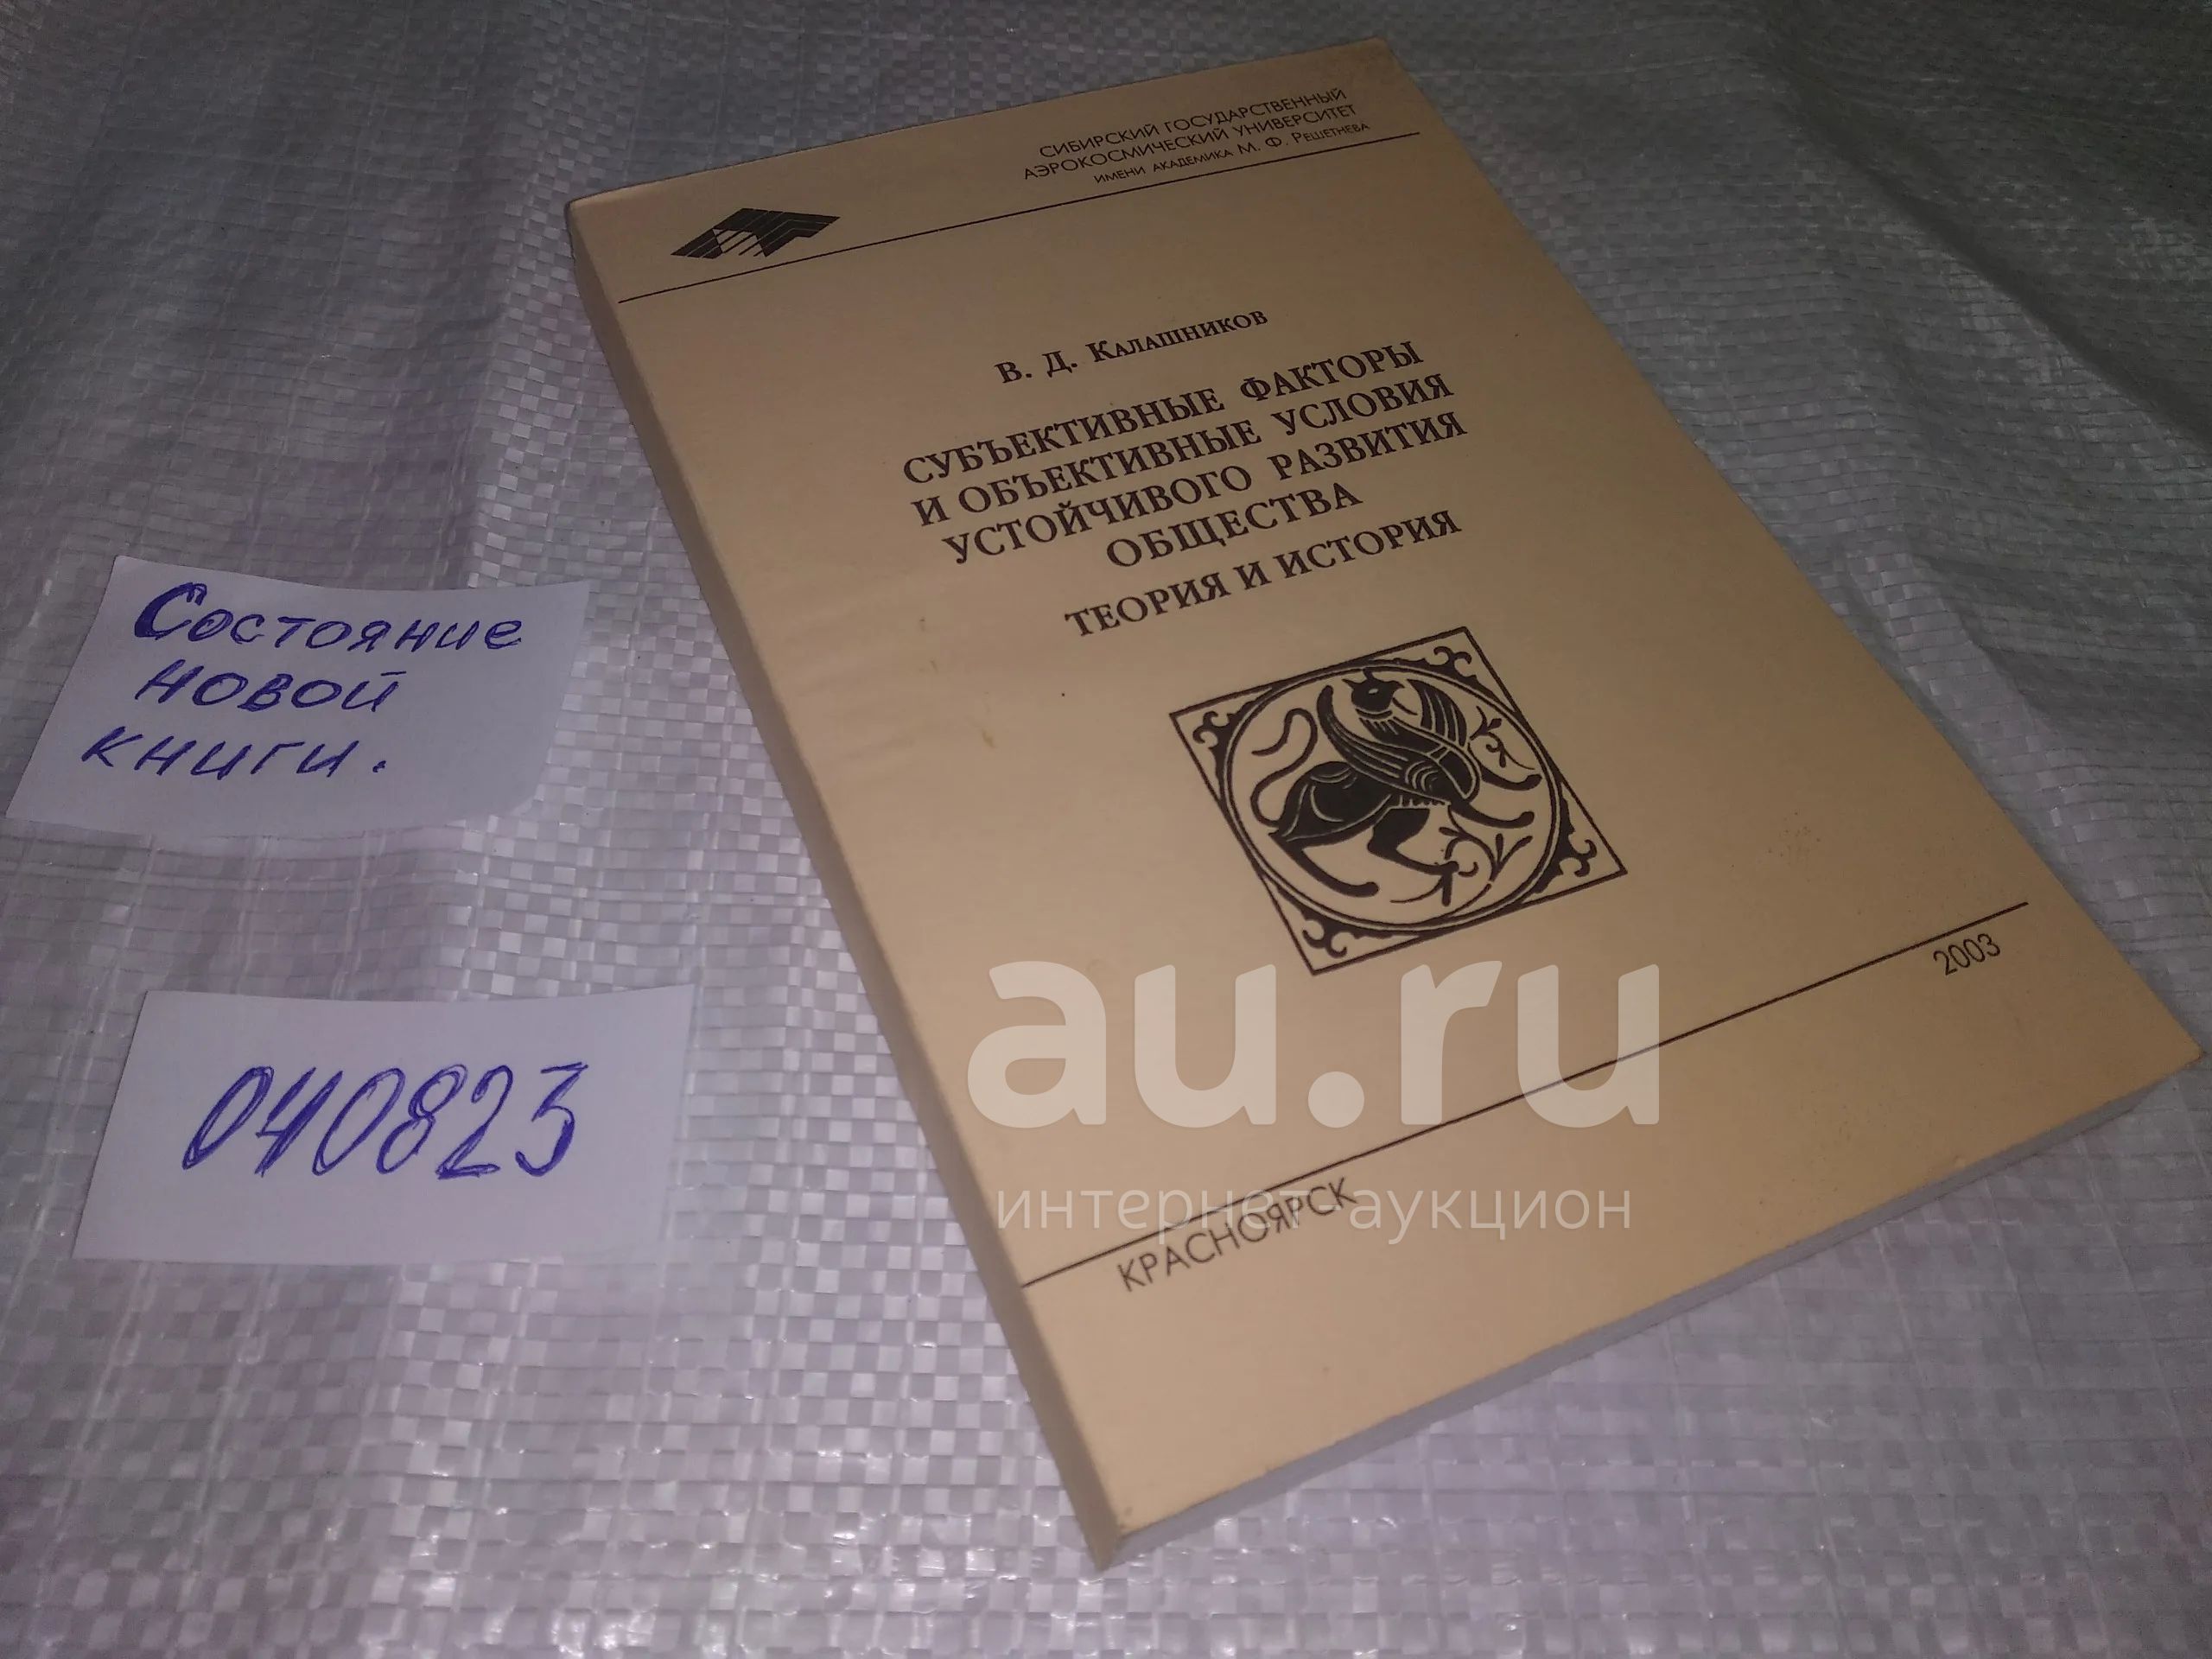 СИБИРСКИЙ ГОСУДАРСТВЕННЫЙ
АЭРОКОСМИЧЕСКИЙ УНИВЕРСИТЕТ
ИМЕНИ АКАДЕМИКА М. Ф. РЕШЕТНЕВА
В. Д. КАЛАШНИКОВ
СУБЪЕКТИВНЫЕ ФАКТОРЫ
И ОБЪЕКТИВНЫЕ УСЛОВИЯ
УСТОЙЧИВОГО РАЗВИТИЯ
ОБЩЕСТВА
ТЕОРИЯ И ИСТОРИЯ
КРАСНОЯРСК
2003
Состояние
новой
книги.
040823
au.ru
интернет-аукцион